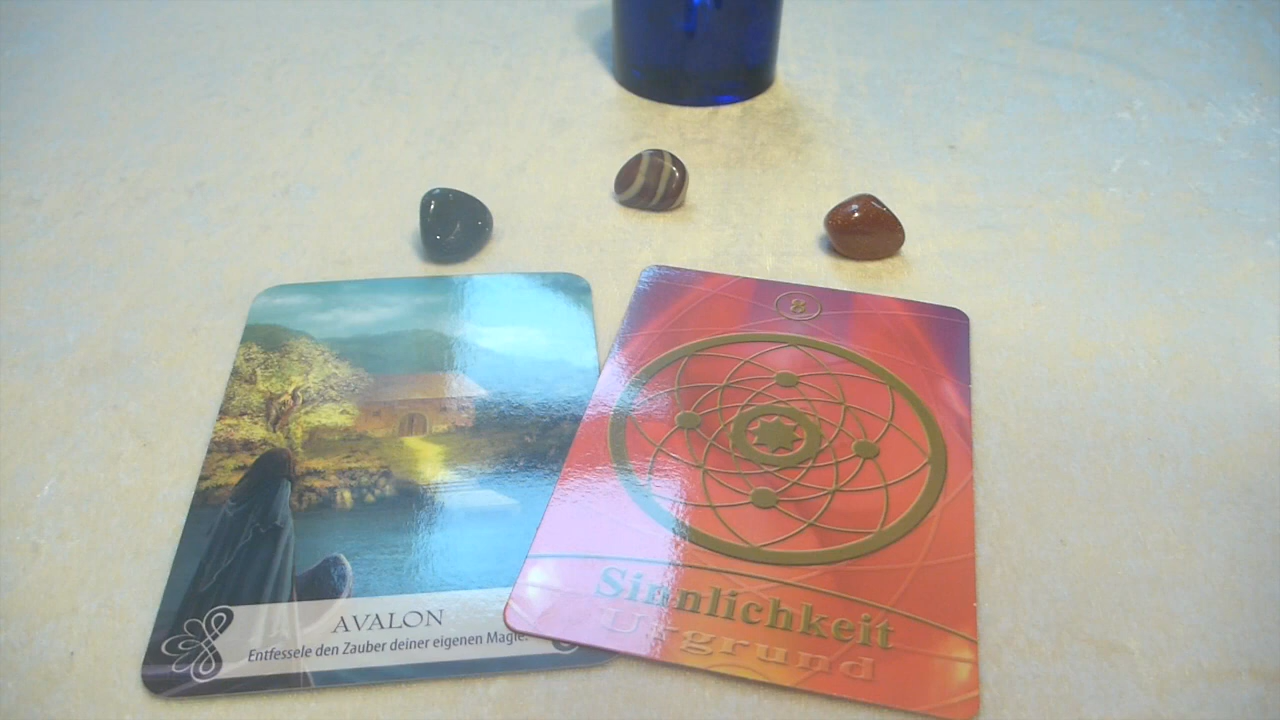 AVALON
Entfessele den Zauber deiner eigenen Magie.
8
Sinnlichkeit
Urgrund